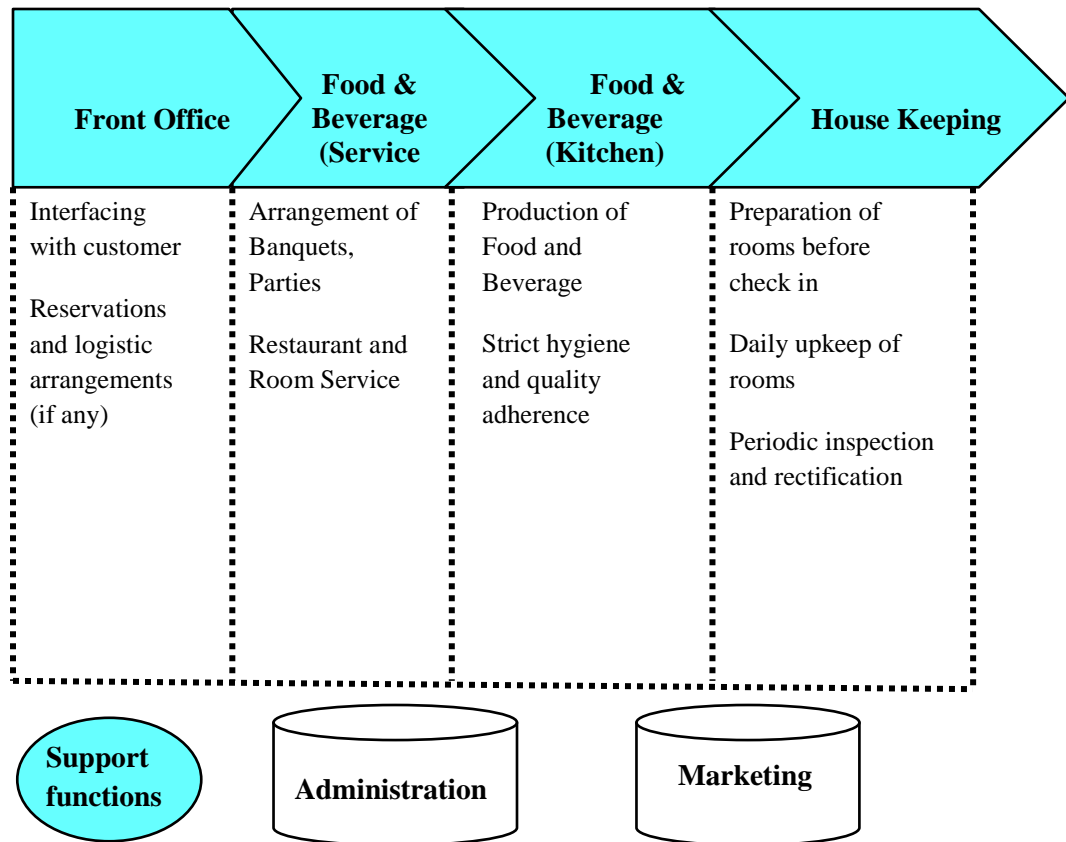 Front Office
Food &
Beverage
(Service
Food &
Beverage
(Kitchen)
House Keeping
Interfacing
with customer
Reservations
and logistic
arrangements
(if any)
Arrangement of
Banquets,
Parties
Restaurant and
Room Service
Production of
Food and
Beverage
Strict hygiene
and quality
adherence
Preparation of
rooms before
check in
Daily upkeep of
rooms
Periodic inspection
and rectification
Support
functions
Administration
Marketing